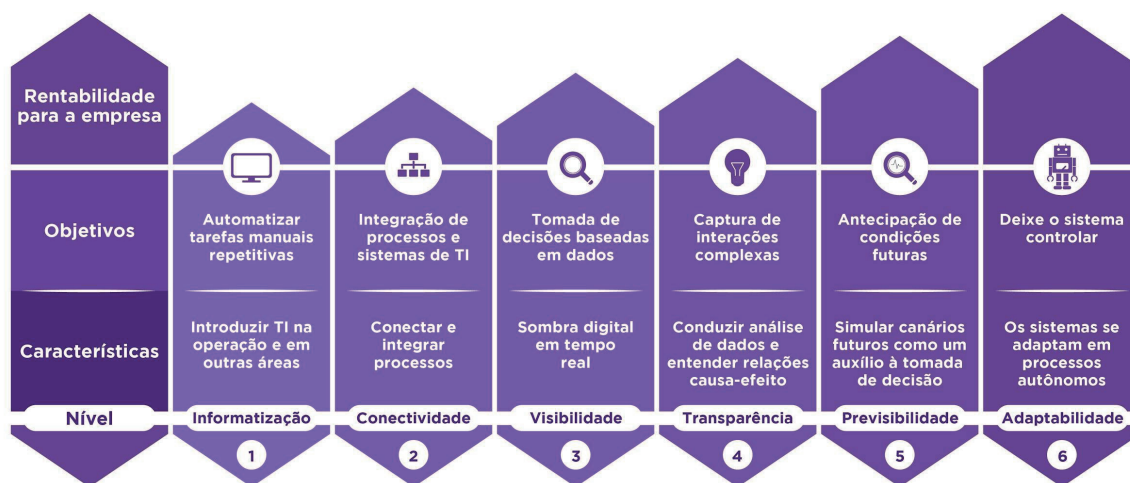 Rentabilidade
para a empresa
Objetivos
Automatizar
tarefas manuais
repetitivas
Integração de
processos e
sistemas de TI
Tomada de
decisões baseadas
em dados
Captura de
interações
complexas
Antecipação de
condições
futuras
Deixe o sistema
controlar
Características
Introduzir TI na
operação e em
outras áreas
Conectar e
integrar
processos
Sombra digital
em tempo
real
Conduzir análise
de dados e
entender relações
causa-efeito
Simular canários
futuros como um
auxílio à tomada
de decisão
Os sistemas se
adaptam em
processos
autônomos
Nível
Informatização
Conectividade
Visibilidade
Transparência
Previsibilidade
Adaptabilidade
1
2
3
4
5
6